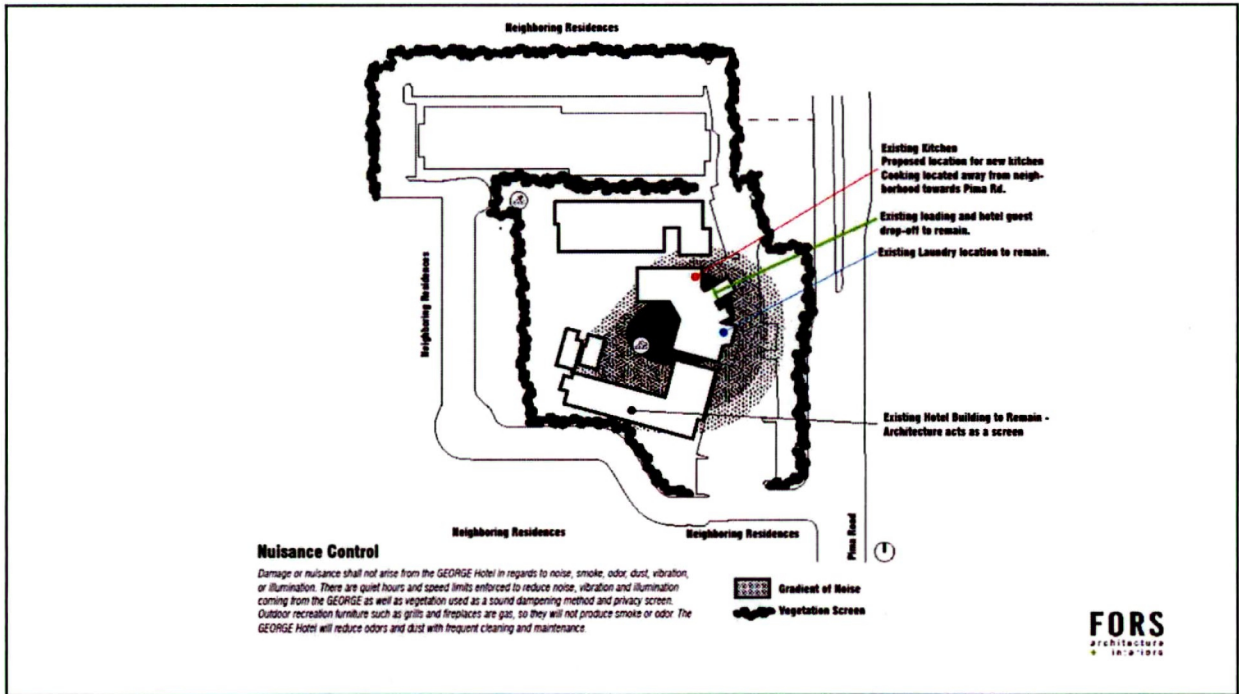 Neighboring Residences
Existing Kitchen
Proposed location for new kitchen
Cooking located away from neigh-
borhood towards Pima Rd.
Existing loading and hotel guest
drop-off to remain.
Existing Laundry location to remain.
Neighboring Residences
Neighboring Residences
Existing Hotel Building to Remain -
Architecture acts as a screen
Neighboring Residences
Neighboring Residences
Pima Road
Nuisance Control
Damage or nuisance shall not arise from the GEORGE Hotel in regards to noise, smoke, odor, dust, vibration,
or illumination. There are quiet hours and speed limits enforced to reduce noise, vibration and illumination
coming from the GEORGE as well as vegetation used as a sound dampening method and privacy screen.
Outdoor recreation furniture such as grills and fireplaces are gas, so they will not produce smoke or odor. The
GEORGE Hotel will reduce odors and dust with frequent cleaning and maintenance.
Gradient of Noise
Vegetation Screen
FORS
architecture
+ interiors